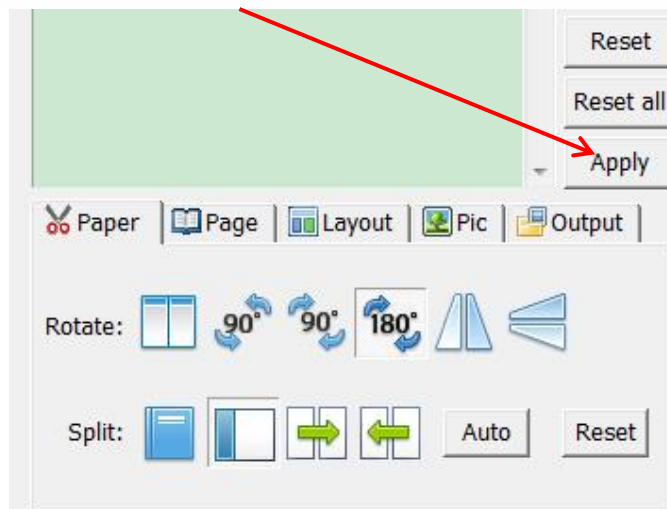 Reset
Reset all
Apply
Paper Page Layout Pic Output
Rotate: 90° 90° 180°
Split: Auto Reset